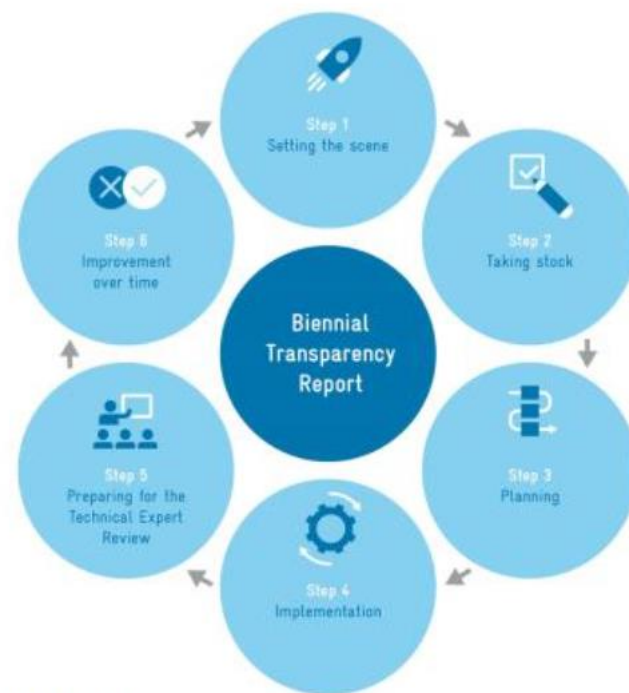 Step 1
Setting the scene
Step 2
Taking stock
Step 3
Planning
Step 4
Implementation
Step 5
Preparing for the
Technical Expert
Review
Step 6
Improvement
over time
Biennial
Transparency
Report